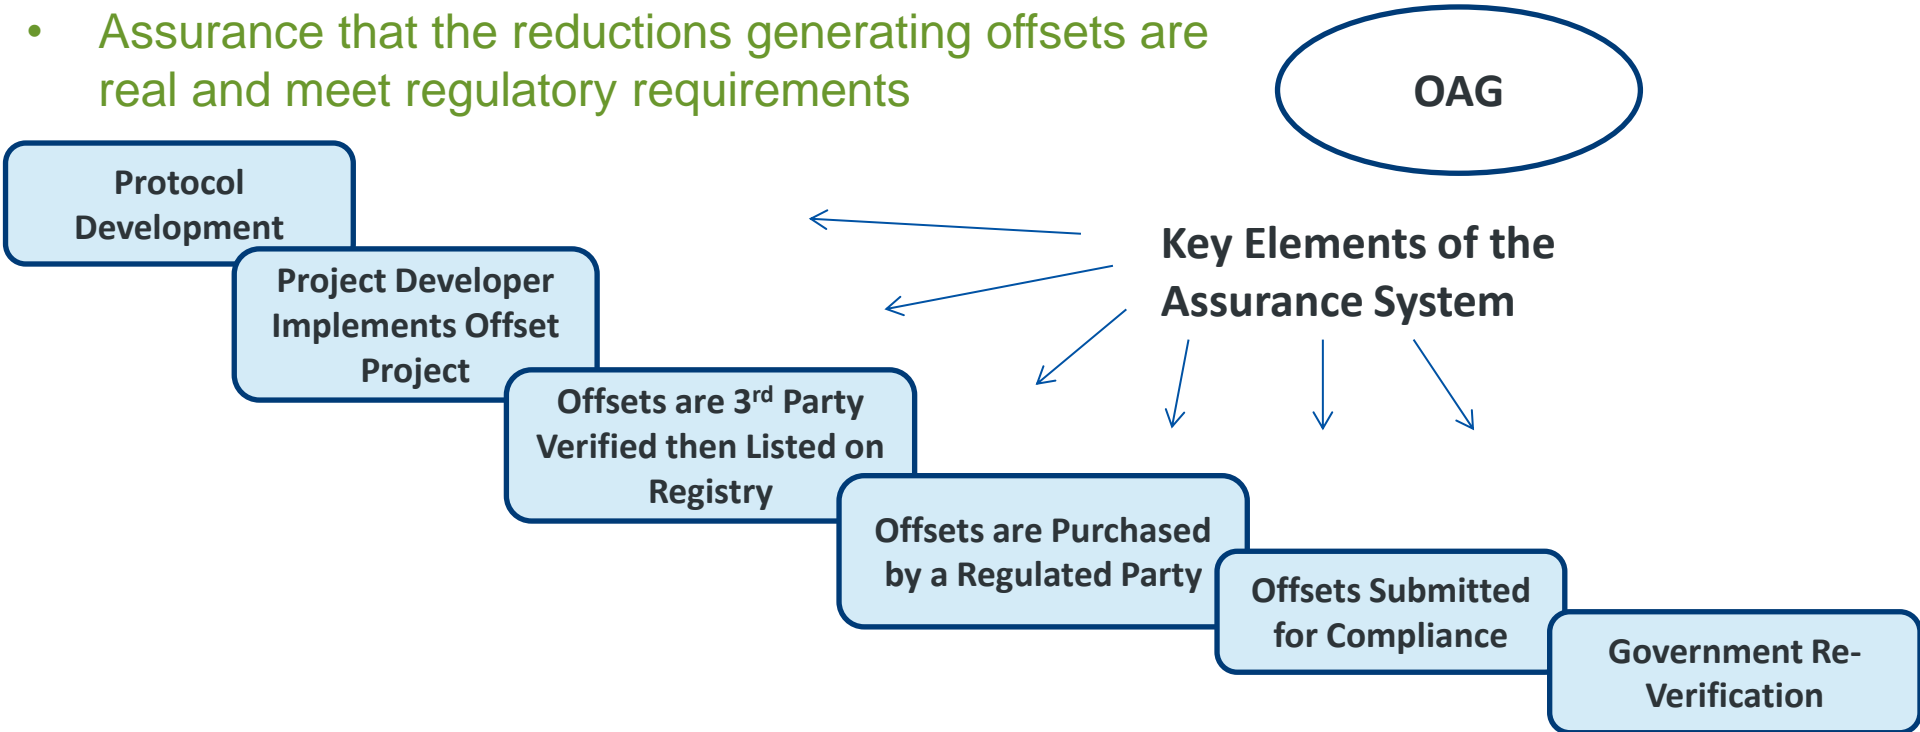 • Assurance that the reductions generating offsets are
real and meet regulatory requirements
OAG
Protocol
Development
Key Elements of the
Assurance System
Project Developer
Implements Offset
Project
Offsets are 3rd Party
Verified then Listed on
Registry
Offsets are Purchased
by a Regulated Party
Offsets Submitted
for Compliance
Government Re-
Verification